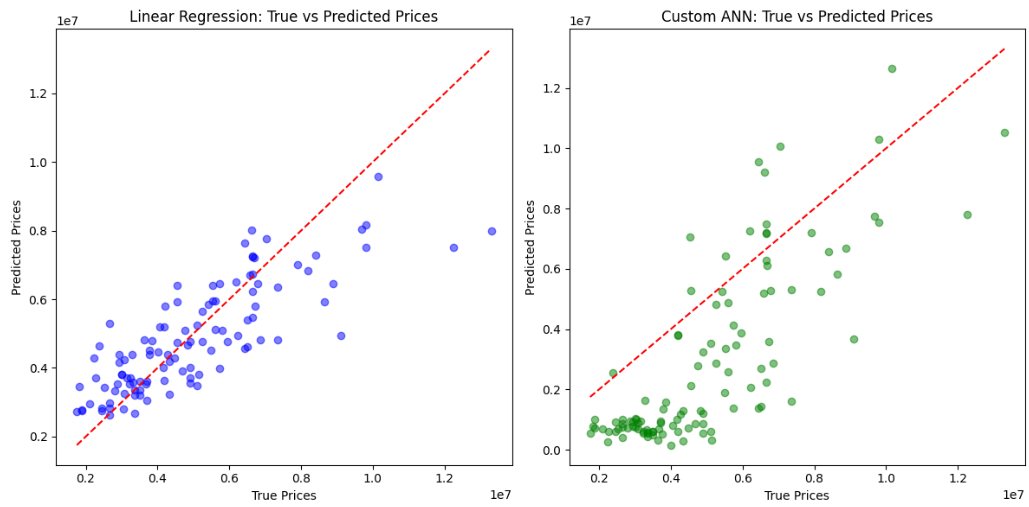 Linear Regression: True vs Predicted Prices
1e7
Predicted Prices
1.2
1.0
0.8
0.6
0.4
0.2
0.2 0.4 0.6 0.8 1.0 1.2
True Prices
1e7
Custom ANN: True vs Predicted Prices
1e7
Predicted Prices
1.2
1.0
0.8
0.6
0.4
0.2
0.0
0.2 0.4 0.6 0.8 1.0 1.2
True Prices
1e7